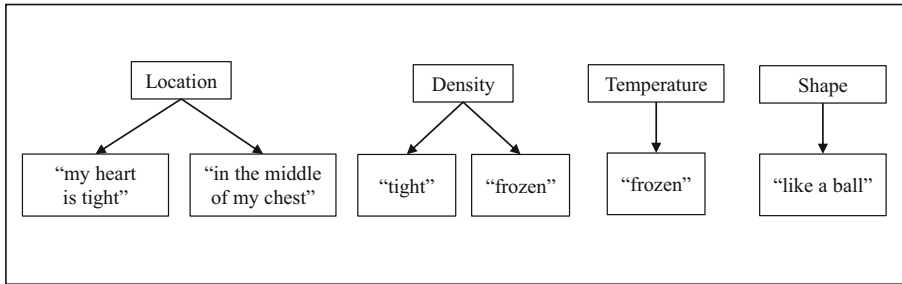 Location
Density
Temperature
Shape
“my heart
is tight”
“in the middle
of my chest”
“tight”
“frozen”
“frozen”
“like a ball”